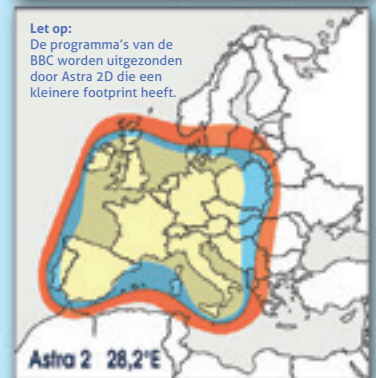 Let op:
De programma's van de
BBC worden uitgezonden
door Astra 2D die een
kleinere footprint heeft.
Astra 2 28,2°E